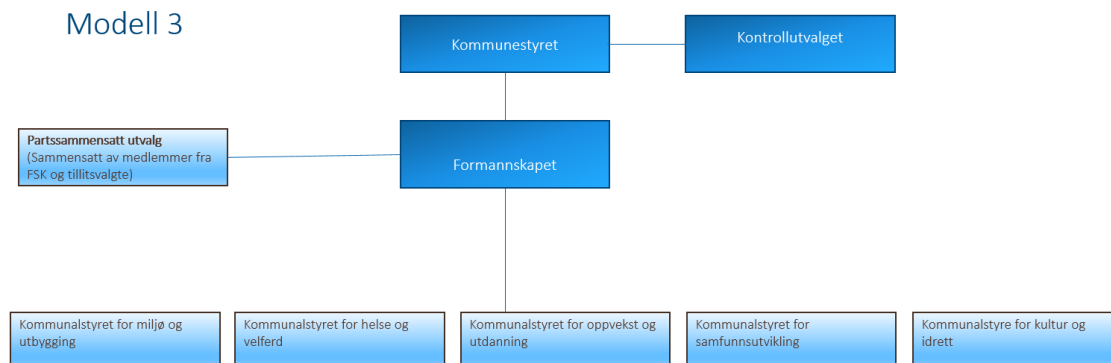 Modell 3
Kommunestyret
Kontrollutvalget
Partssammensatt utvalg
(Sammensatt av medlemmer fra
FSK og tillitsvalgte)
Formannskapet
Kommunalstyret for miljø og
utbygging
Kommunalstyret for helse og
velferd
Kommunalstyret for oppvekst og
utdanning
Kommunalstyret for
samfunnsutvikling
Kommunalstyre for kultur og
idrett